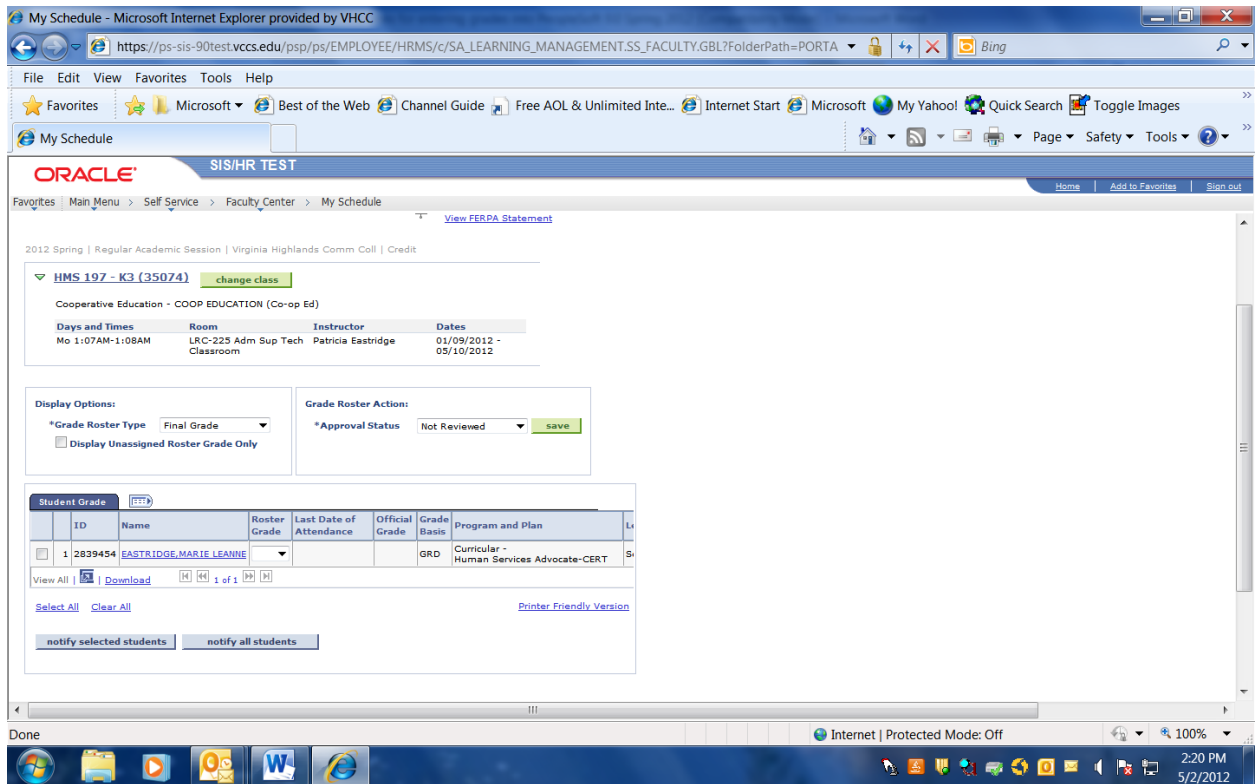 My Schedule - Microsoft Internet Explorer provided by VHCC
https://ps-sis-90test.vccs.edu/psp/ps/EMPLOYEE/HRMS/c/SA_LEARNING_MANAGEMENT.SS_FACULTY.GBL?FolderPath=PORTA
Bing
File Edit View Favorites Tools Help
Favorites Microsoft Best of the Web Channel Guide Free AOL & Unlimited Inte... Internet Start Microsoft My Yahoo! Quick Search Toggle Images
My Schedule Page Safety Tools
ORACLE SIS/HR TEST
Home | Add to Favorites | Sign out
Favorites | Main Menu > Self Service > Faculty Center > My Schedule
View FERPA Statement
2012 Spring | Regular Academic Session | Virginia Highlands Comm Coll | Credit
HMS 197 - K3 (35074) change class
Cooperative Education - COOP EDUCATION (Co-op Ed)
Days and Times Room Instructor Dates
Mo 1:07AM-1:08AM LRC-225 Adm Sup Tech Patricia Eastridge 01/09/2012 -
Classroom 05/10/2012
Display Options: Grade Roster Action:
*Grade Roster Type Final Grade *Approval Status Not Reviewed save
Display Unassigned Roster Grade Only
Student Grade
ID Name Roster Grade Last Date of Attendance Official Grade Grade Basis Program and Plan
1 2839454 EASTRIDGE,MARIE LEANNE GRD Curricular -
Human Services Advocate-CERT
View All | Download 1 of 1
Select All Clear All Printer Friendly Version
notify selected students notify all students
Done Internet | Protected Mode: Off 100%
2:20 PM
5/2/2012